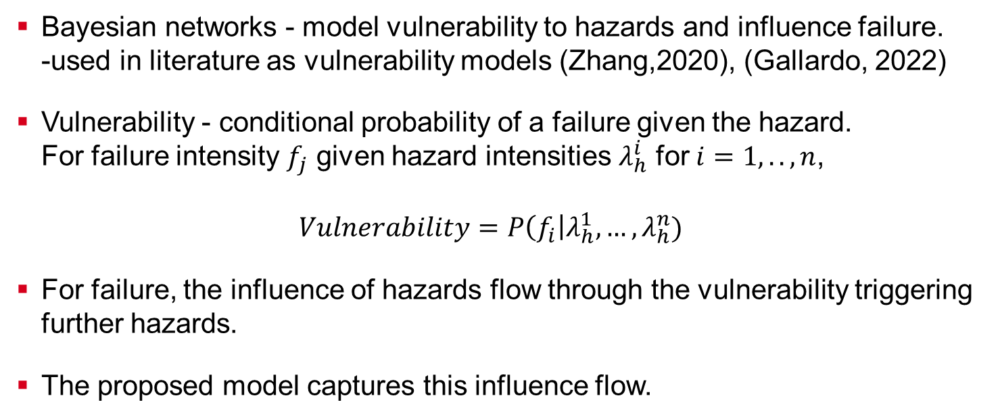 ▪ Bayesian networks - model vulnerability to hazards and influence failure.
-used in literature as vulnerability models (Zhang,2020), (Gallardo, 2022)
▪ Vulnerability - conditional probability of a failure given the hazard.
For failure intensity $f_j$ given hazard intensities $\lambda_h^i$ for $i = 1,..,n$,
$Vulnerability = P(f_i|\lambda_h^1, \ldots, \lambda_h^n)$
▪ For failure, the influence of hazards flow through the vulnerability triggering
further hazards.
▪ The proposed model captures this influence flow.